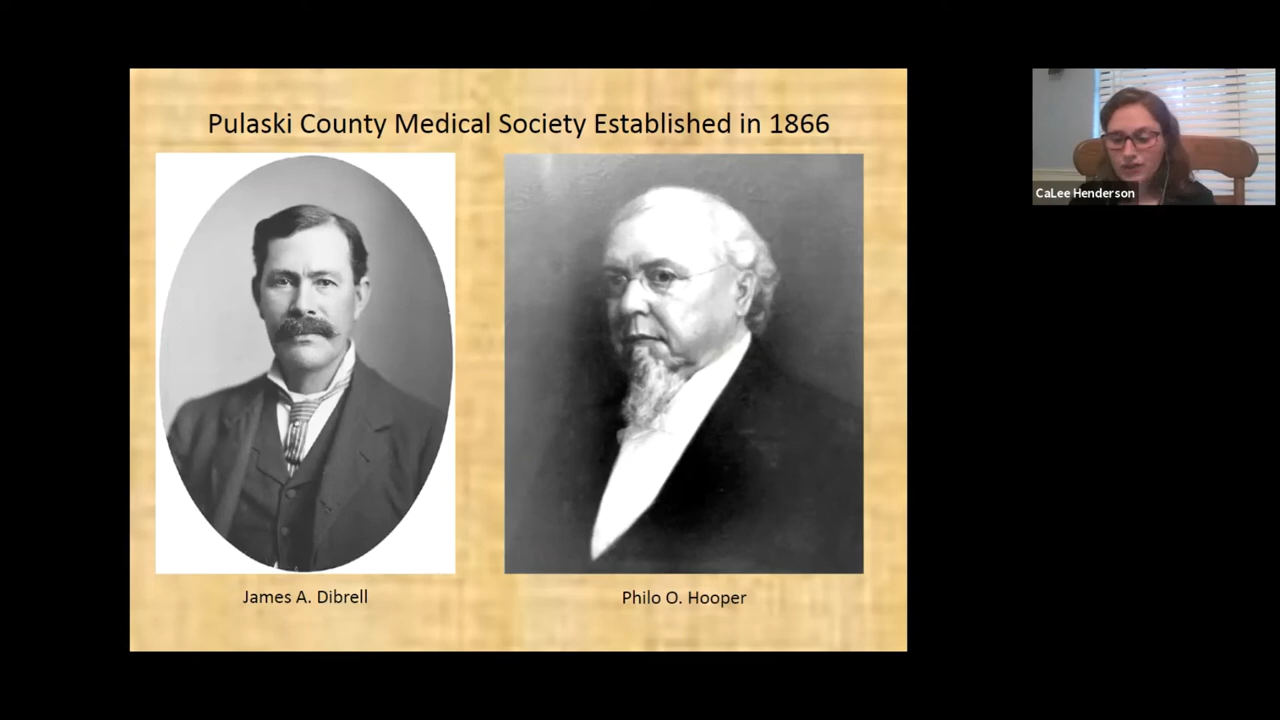 Pulaski County Medical Society Established in 1866
CaLee Henderson
James A. Dibrell
Philo O. Hooper